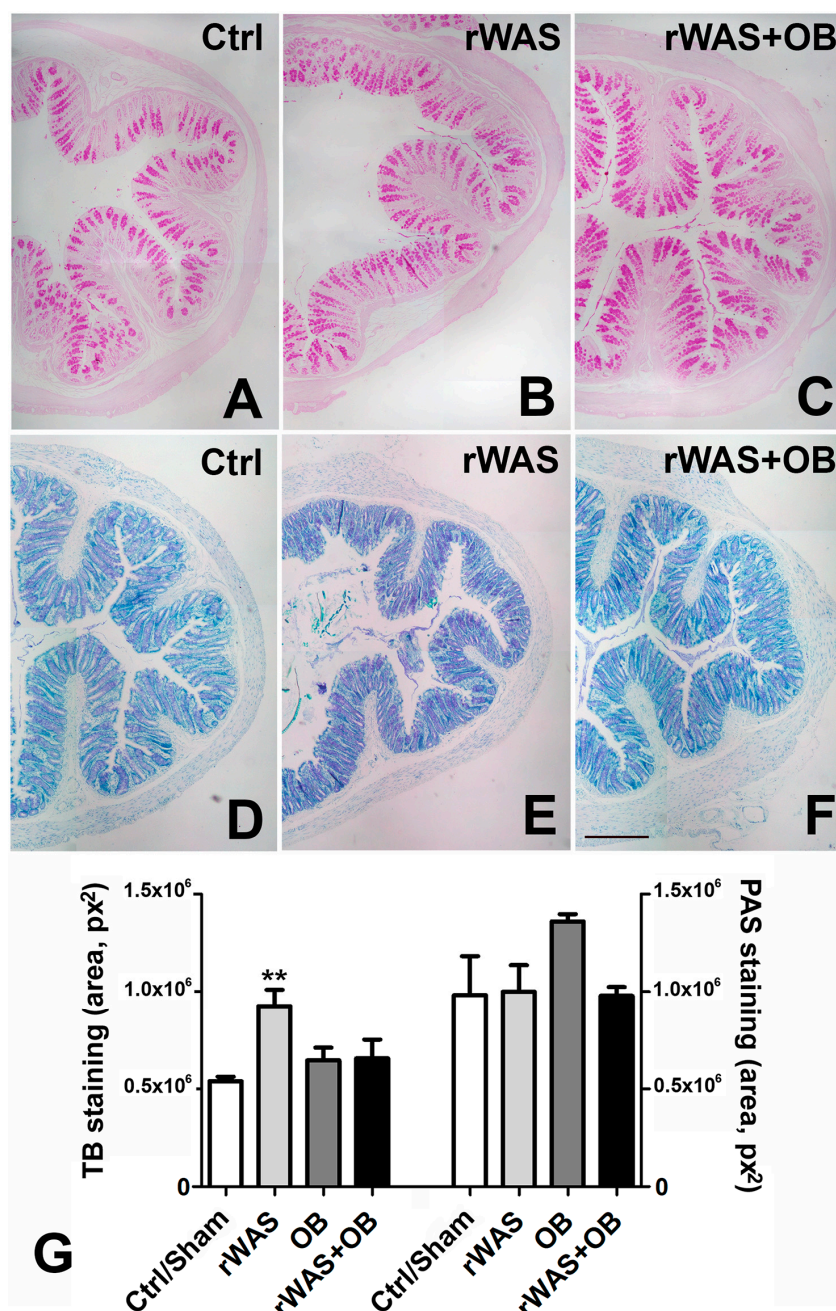 Ctrl
rWAS
rWAS+OB
A
B
C
Ctrl
rWAS
rWAS+OB
D
E
F
TB staining (area, px²)
1.5x10⁶
1.0x10⁶
0.5x10⁶
0
**
1.5x10⁶
1.0x10⁶
0.5x10⁶
0
PAS staining (area, px²)
Ctrl/Sham
rWAS
OB
rWAS+OB
Ctrl/Sham
rWAS
OB
rWAS+OB
G